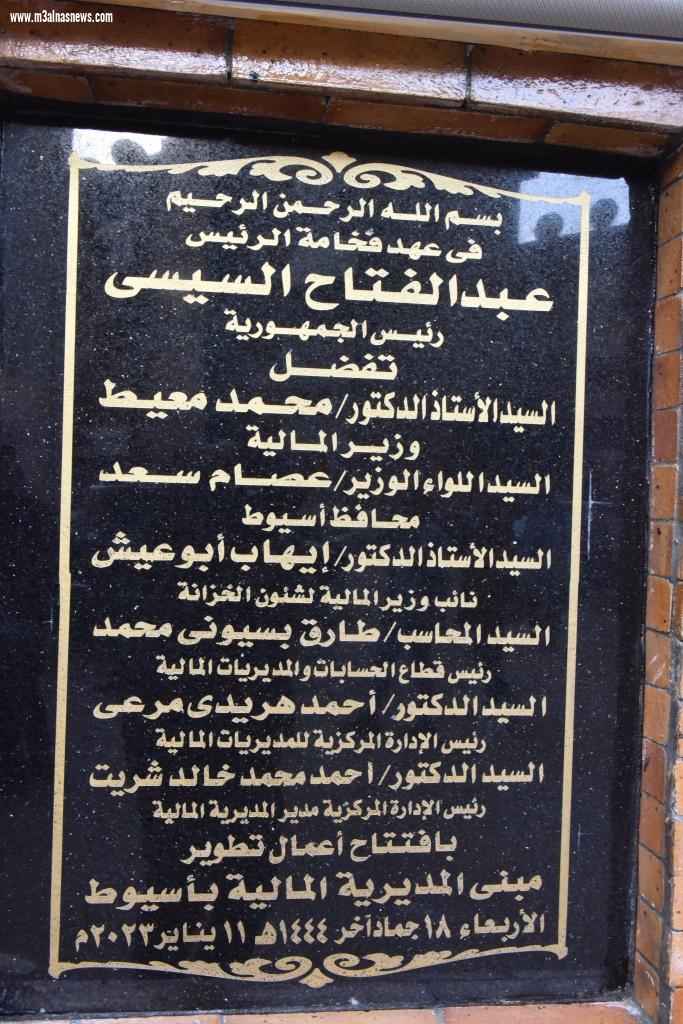 www.m3alnasnews.com
بسم الله الرحمن الرحيم
فى عهد فخامة الرئيس
عبدالفتاح السيسى
رئيس الجمهورية
تفضل
السيد الأستاذ الدكتور/ محمد معيط
وزير المالية
السيد اللواء الوزير/ عصام سعد
محافظ أسيوط
السيد الأستاذ الدكتور/ إيهاب أبو عيش
نائب وزير المالية لشئون الخزانة
السيد المحاسب/ طارق بسيونى محمد
رئيس قطاع الحسابات والمديريات المالية
السيد الدكتور/ أحمد هريدى مرعى
رئيس الإدارة المركزية للمديريات المالية
السيد الدكتور/ أحمد محمد خالد شريت
رئيس الإدارة المركزية مدير المديرية المالية
بافتتاح أعمال تطوير
مبنى المديرية المالية بأسيوط
الأربعاء ١٨ جماد آخر ١٤٤٤هـ ١١ يناير ٢٠٢٣م